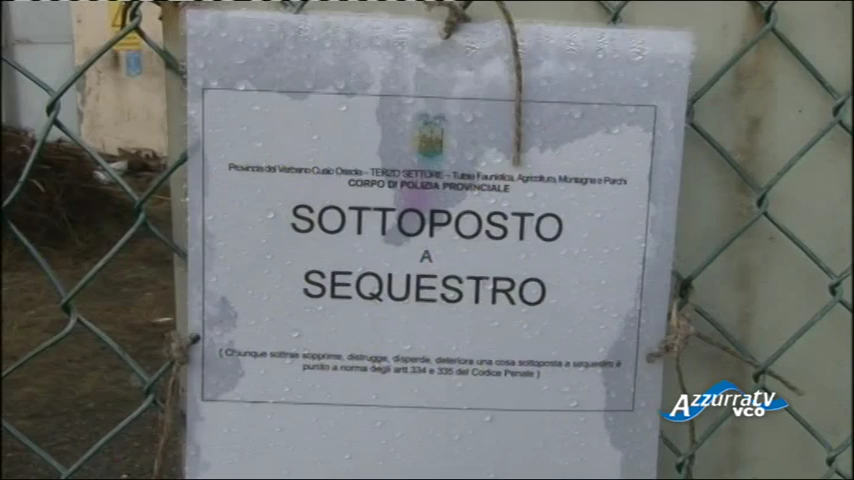 Provincia del Verbano Cusio Ossola – TERZO SETTORE – Tutela Faunistica, Agricoltura, Montagna e Parchi
CORPO DI POLIZIA PROVINCIALE
SOTTOPOSTO
A
SEQUESTRO
( Chiunque sottrae sopprime, distrugge, disperde, deteriora una cosa sottoposta a sequestro è
punito a norma degli artt.334 e 335 del Codice Penale )
Azzurratv
vco